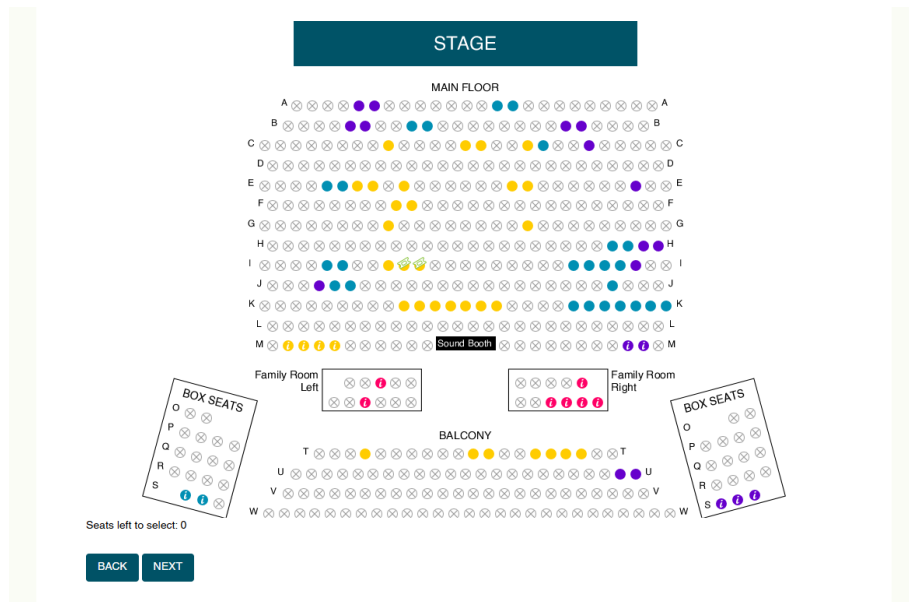 STAGE
MAIN FLOOR
A A
B B
C C
D D
E E
F F
G G
H H
I I
J J
K K
L L
M Sound Booth M
Family Room
Left
Family Room
Right
BOX SEATS
O
P
Q
R
S
BOX SEATS
O
P
Q
R
S
BALCONY
T T
U U
V V
W W
Seats left to select: 0
BACK NEXT